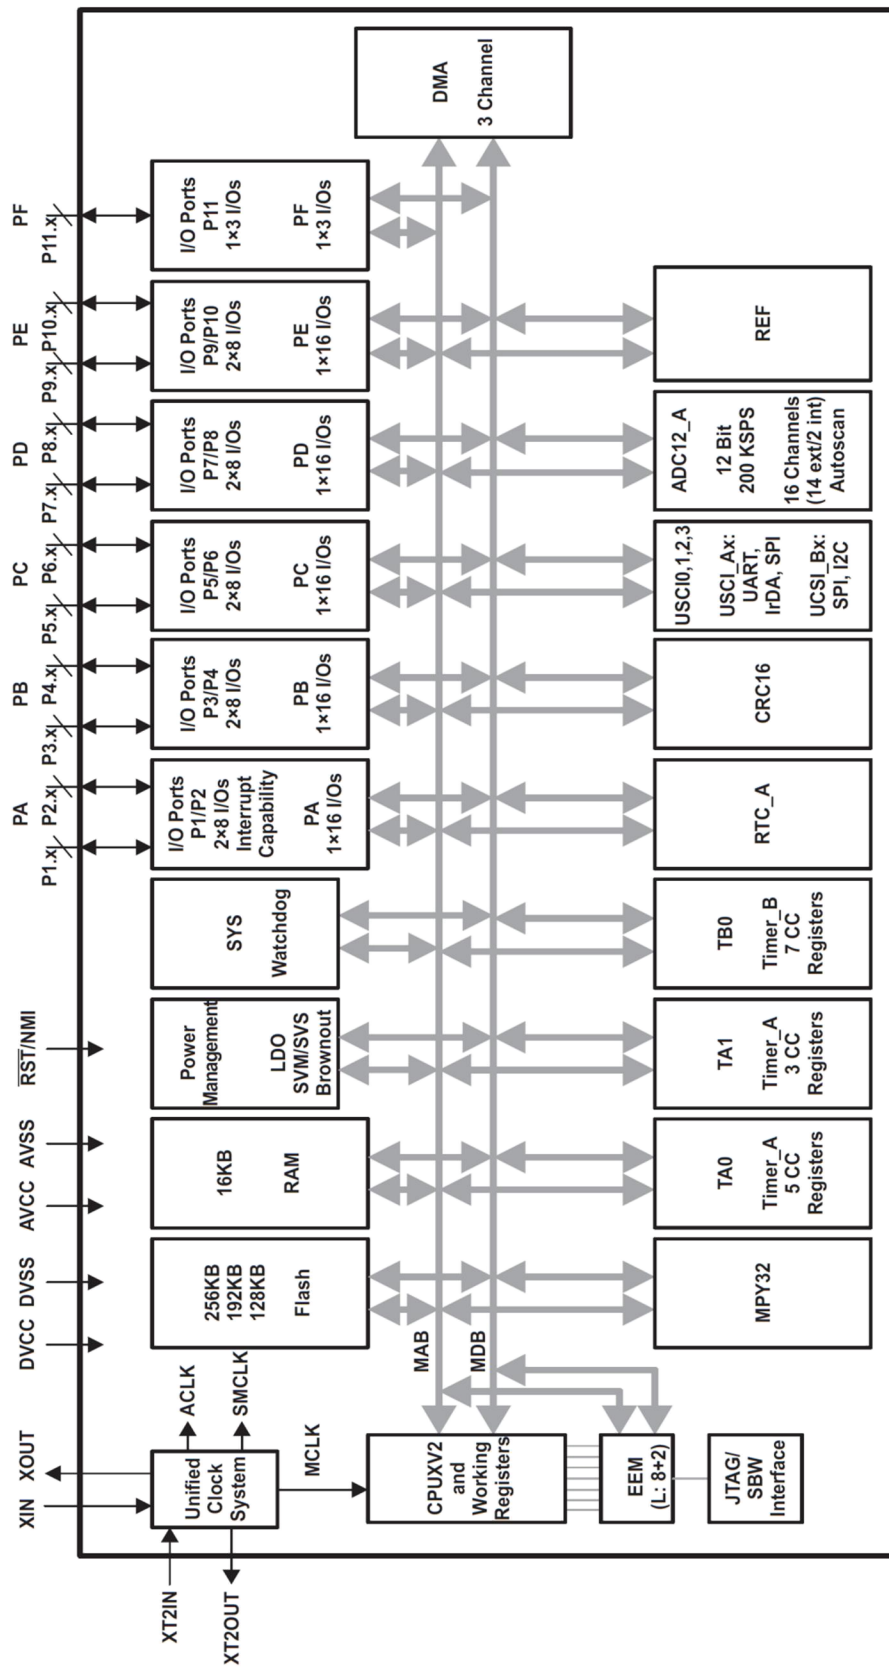 XIN
XOUT
DVCC
DVSS
AVCC
AVSS
RST/NMI
PA
P1.x
P2.x
PB
P3.x
P4.x
PC
P5.x
P6.x
PD
P7.x
P8.x
PE
P9.x
P10.x
PF
P11.x
XT2IN
XT2OUT
Unified
Clock
System
ACLK
SMCLK
MCLK
256KB
192KB
128KB
Flash
16KB
RAM
Power
Management
LDO
SVM/SVS
Brownout
SYS
Watchdog
I/O Ports
P1/P2
2×8 I/Os
Interrupt
Capability
PA
1×16 I/Os
I/O Ports
P3/P4
2×8 I/Os
PB
1×16 I/Os
I/O Ports
P5/P6
2×8 I/Os
PC
1×16 I/Os
I/O Ports
P7/P8
2×8 I/Os
PD
1×16 I/Os
I/O Ports
P9/P10
2×8 I/Os
PE
1×16 I/Os
I/O Ports
P11
1×3 I/Os
PF
1×3 I/Os
CPUXV2
and
Working
Registers
MAB
MDB
DMA
3 Channel
EEM
(L: 8+2)
JTAG/
SBW
Interface
MPY32
TA0
Timer_A
5 CC
Registers
TA1
Timer_A
3 CC
Registers
TB0
Timer_B
7 CC
Registers
RTC_A
CRC16
USCI0,1,2,3
USCI_Ax:
UART,
IrDA, SPI
UCSI_Bx:
SPI, I2C
ADC12_A
12 Bit
200 KSPS
16 Channels
(14 ext/2 int)
Autoscan
REF